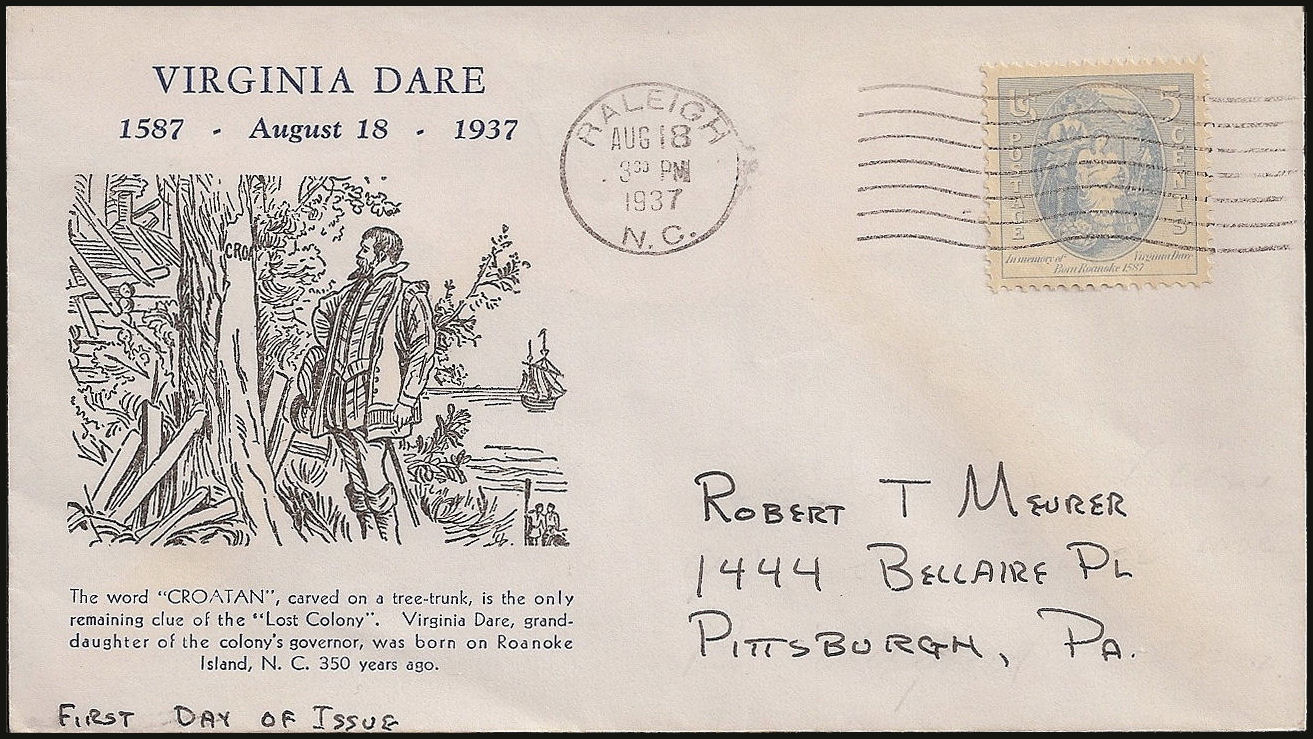 VIRGINIA DARE
1587 - August 18 - 1937
RALEIGH
AUG 18
3 30 PM
1937
N.C.
U.S. POSTAGE
5 CENTS
In memory of Virginia Dare
Born Roanoke 1587
CROA
The word "CROATAN", carved on a tree-trunk, is the only
remaining clue of the "Lost Colony". Virginia Dare, grand-
daughter of the colony's governor, was born on Roanoke
Island, N. C. 350 years ago.
ROBERT T MEURER
1444 BELLAIRE PL
PITTSBURGH, PA.
FIRST DAY OF ISSUE